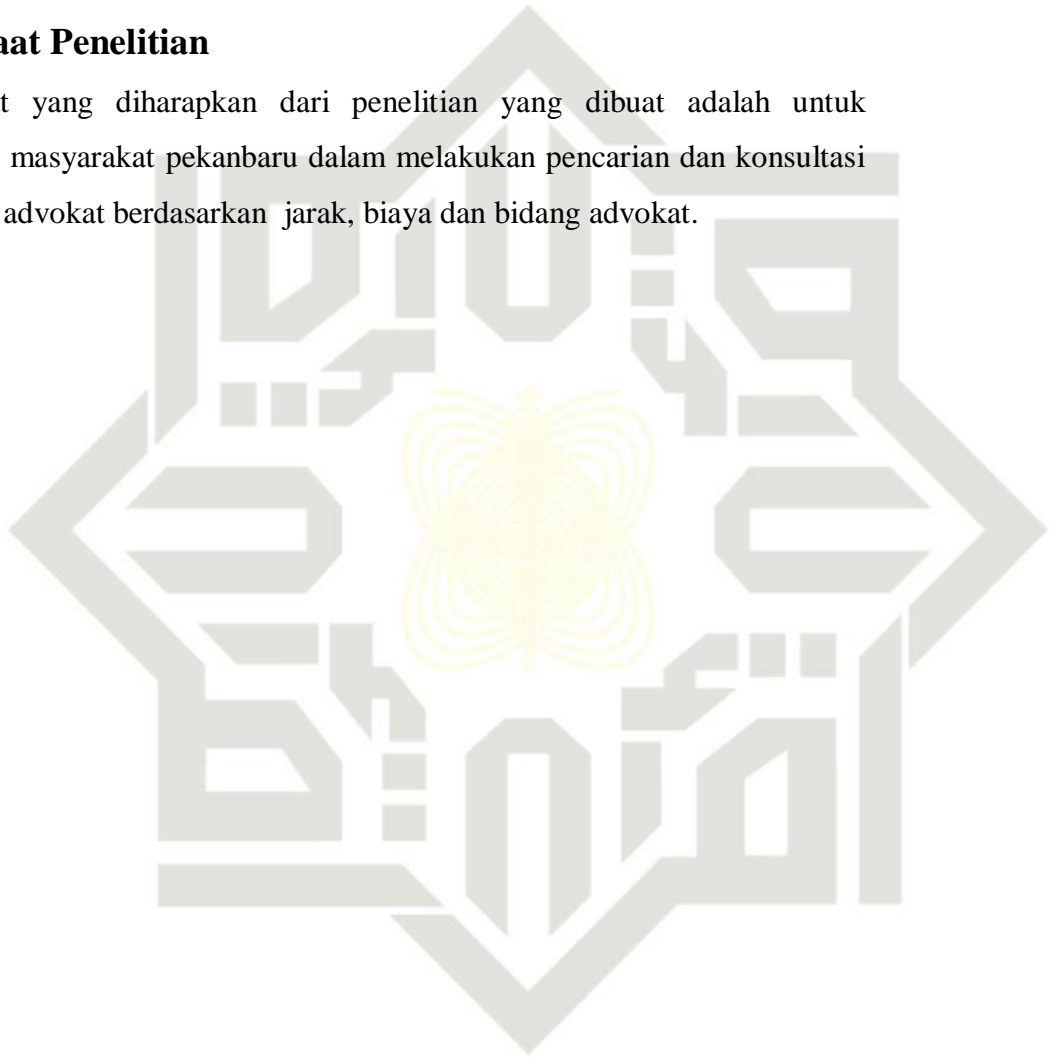 aat Penelitian
t yang diharapkan dari penelitian yang dibuat adalah untuk
masyarakat pekanbaru dalam melakukan pencarian dan konsultasi
advokat berdasarkan jarak, biaya dan bidang advokat.